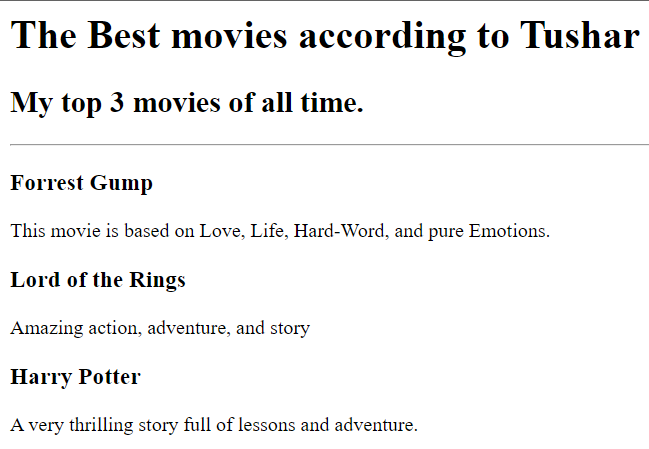 The Best movies according to Tushar
My top 3 movies of all time.
Forrest Gump
This movie is based on Love, Life, Hard-Word, and pure Emotions.
Lord of the Rings
Amazing action, adventure, and story
Harry Potter
A very thrilling story full of lessons and adventure.